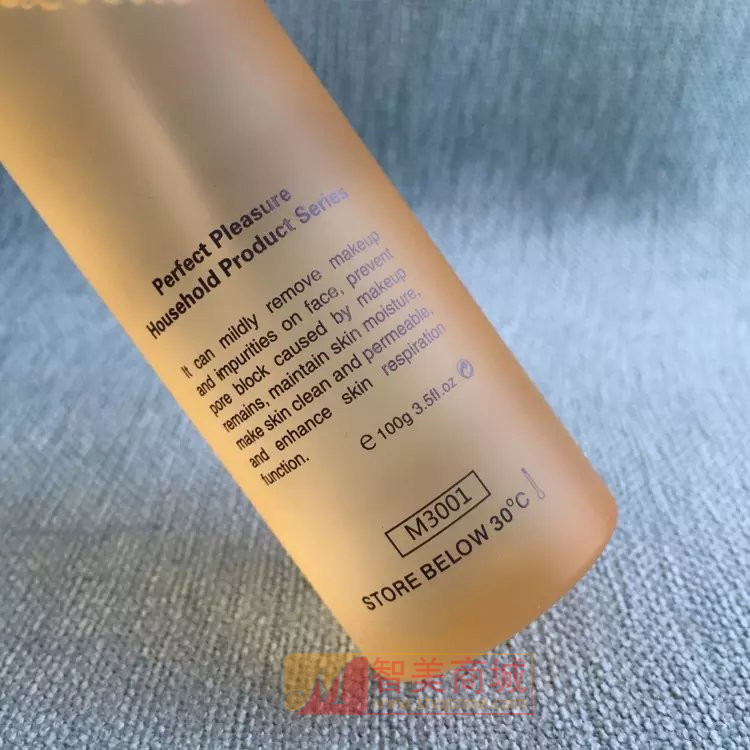 Perfect Pleasure
Household Product Series
It can mildly remove makeup
and impurities on face, prevent
pore block caused by makeup
remains, maintain skin moisture,
make skin clean and permeable,
and enhance skin respiration
function.
℮ 100g 3.5fl.oz
M3001
STORE BELOW 30°C
智美商城